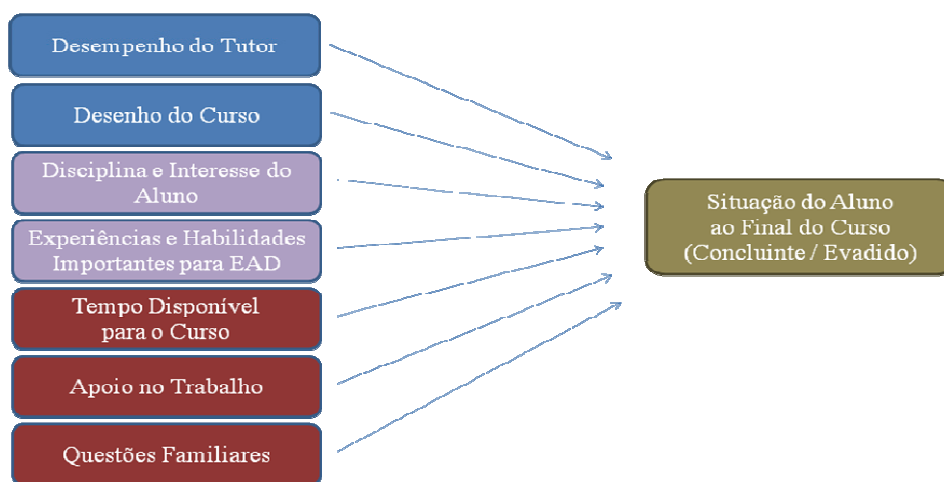 Desempenho do Tutor
Desenho do Curso
Disciplina e Interesse do
Aluno
Experiências e Habilidades
Importantes para EAD
Tempo Disponível
para o Curso
Apoio no Trabalho
Questões Familiares
Situação do Aluno
ao Final do Curso
(Concluinte / Evadido)